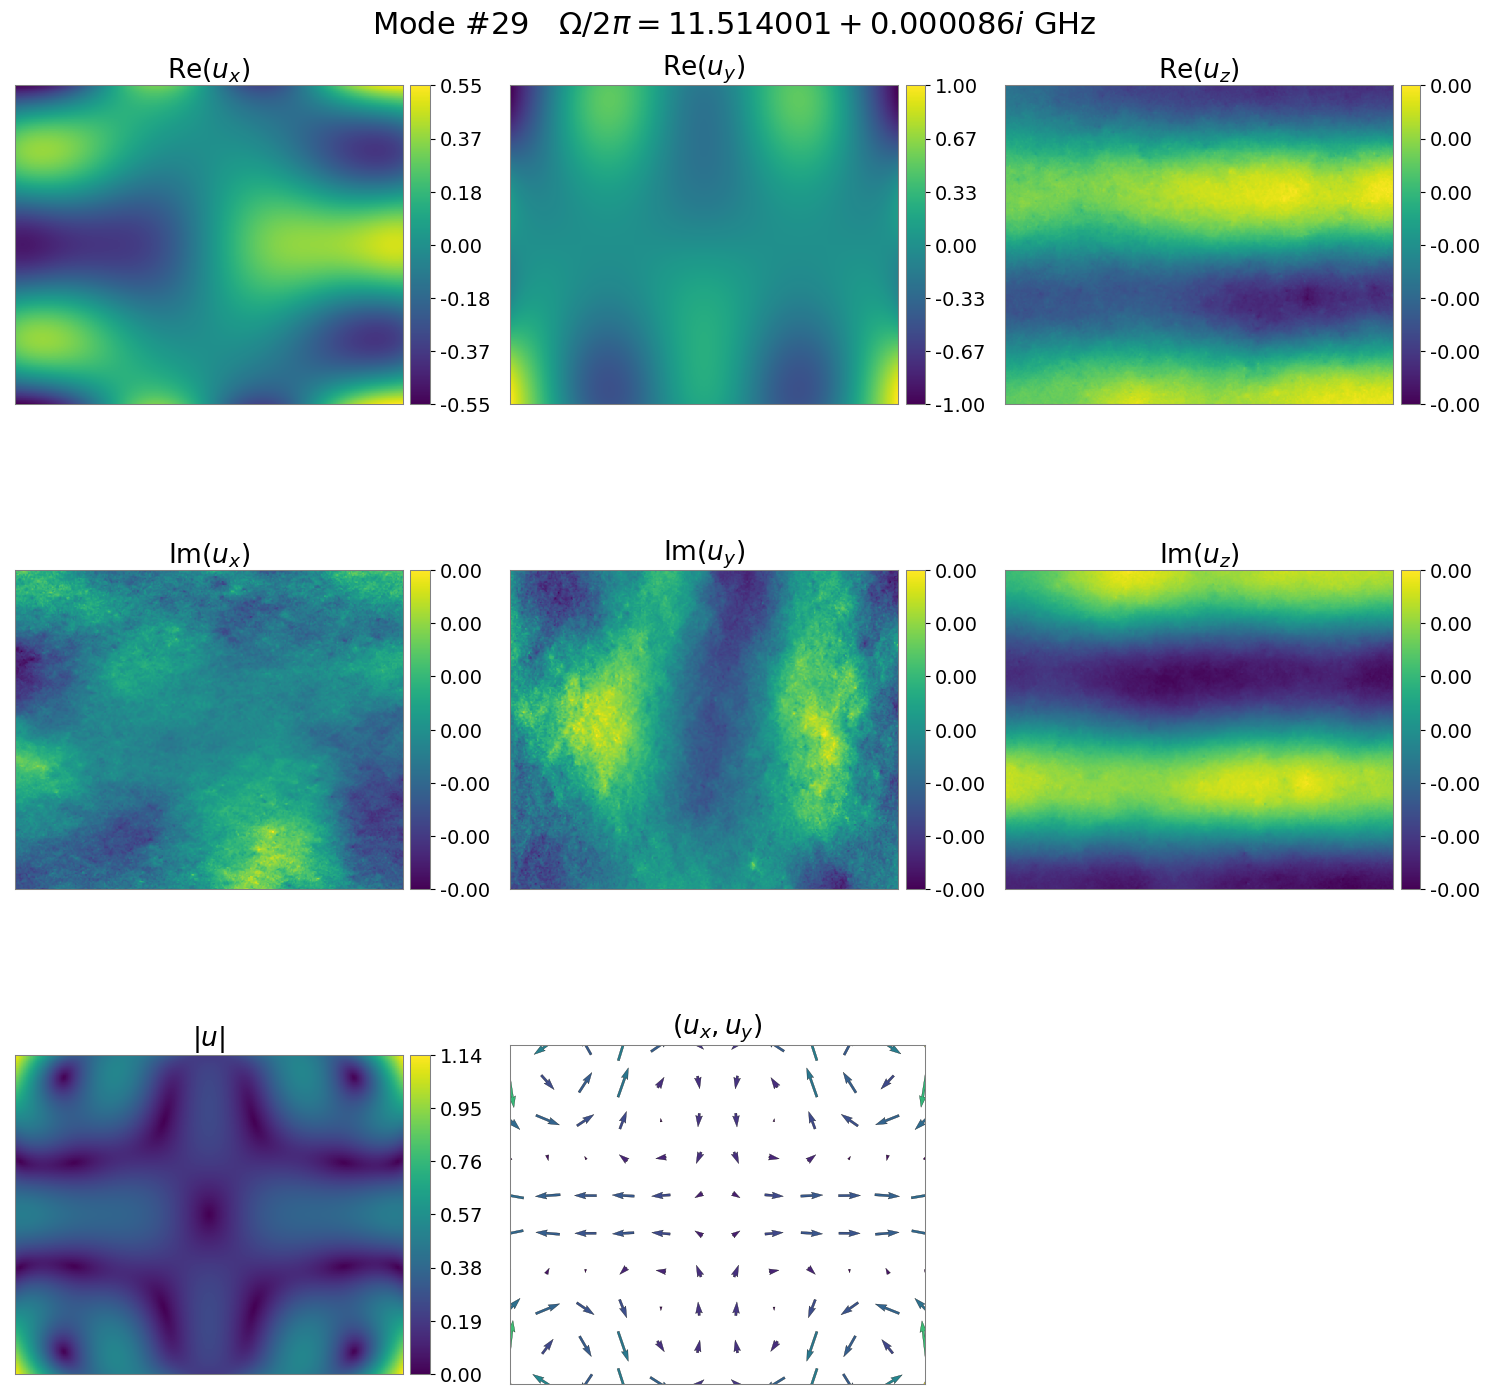 Mode #29 Ω/2π = 11.514001 + 0.000086i GHz
Re(u_x) Re(u_y) Re(u_z)
0.55 1.00 0.00
0.37 0.67 0.00
0.18 0.33 0.00
0.00 0.00 -0.00
-0.18 -0.33 -0.00
-0.37 -0.67 -0.00
-0.55 -1.00 -0.00
Im(u_x) Im(u_y) Im(u_z)
0.00 0.00 0.00
0.00 0.00 0.00
0.00 0.00 0.00
0.00 0.00 0.00
-0.00 -0.00 -0.00
-0.00 -0.00 -0.00
-0.00 -0.00 -0.00
|u| (u_x, u_y)
1.14
0.95
0.76
0.57
0.38
0.19
0.00